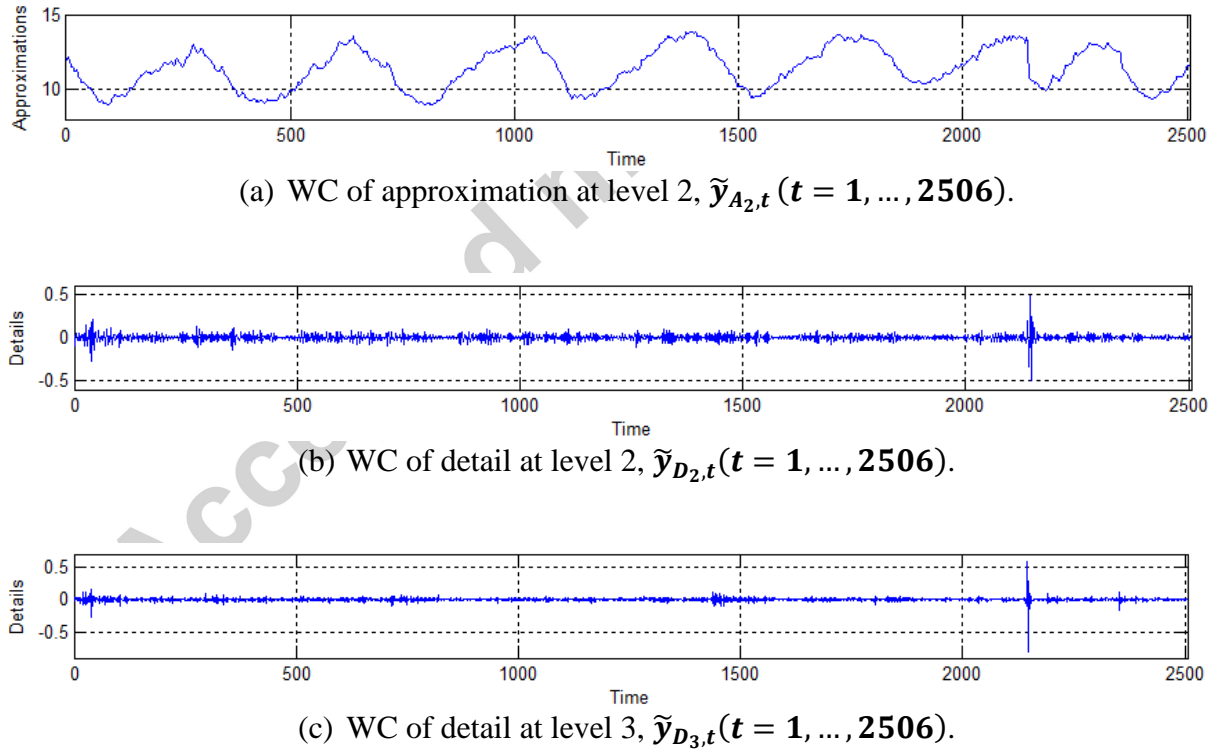 15
10
Approximations
0 500 1000 1500 2000 2500
Time
(a) WC of approximation at level 2, ỹ_{A₂,t} (t = 1, … , 2506).
0.5
0
-0.5
Details
0 500 1000 1500 2000 2500
Time
(b) WC of detail at level 2, ỹ_{D₂,t}(t = 1, … , 2506).
0.5
0
-0.5
Details
0 500 1000 1500 2000 2500
Time
(c) WC of detail at level 3, ỹ_{D₃,t}(t = 1, … , 2506).